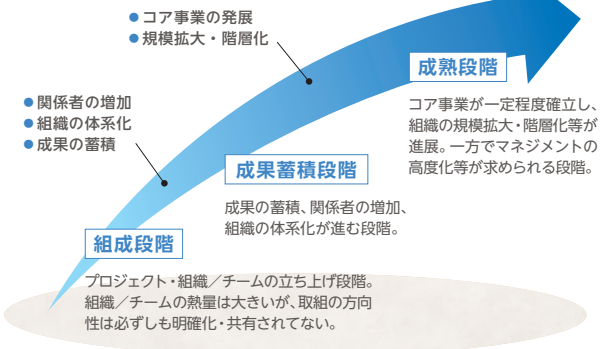 ●コア事業の発展
●規模拡大・階層化
●関係者の増加
●組織の体系化
●成果の蓄積
成熟段階
コア事業が一定程度確立し、
組織の規模拡大・階層化等が
進展。一方でマネジメントの
高度化等が求められる段階。
成果蓄積段階
成果の蓄積、関係者の増加、
組織の体系化が進む段階。
組成段階
プロジェクト・組織／チームの立ち上げ段階。
組織／チームの熱量は大きいが、取組の方向
性は必ずしも明確化・共有されてない。